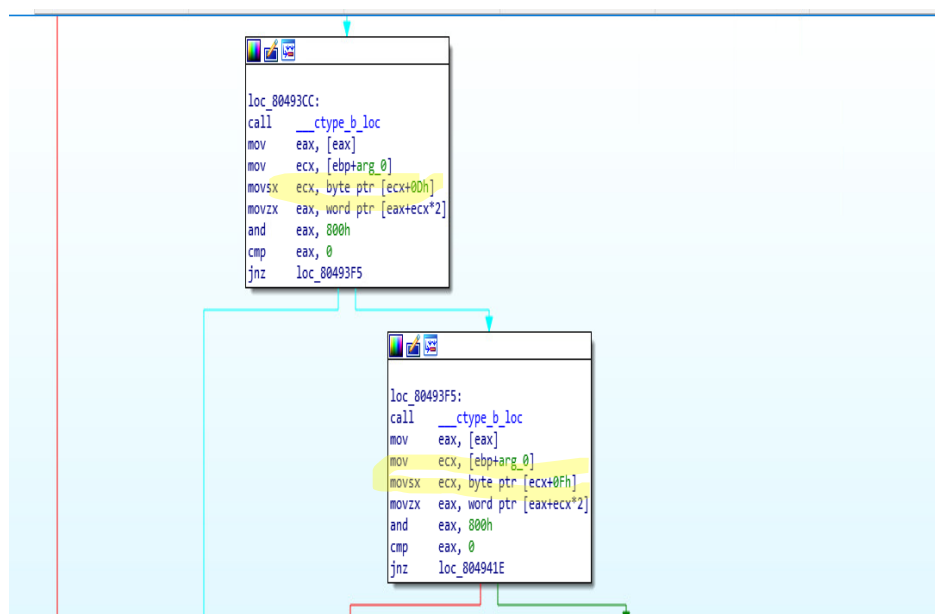 loc_80493CC:
call ___ctype_b_loc
mov eax, [eax]
mov ecx, [ebp+arg_0]
movsx ecx, byte ptr [ecx+0Dh]
movzx eax, word ptr [eax+ecx*2]
and eax, 800h
cmp eax, 0
jnz loc_80493F5
loc_80493F5:
call ___ctype_b_loc
mov eax, [eax]
mov ecx, [ebp+arg_0]
movsx ecx, byte ptr [ecx+0Fh]
movzx eax, word ptr [eax+ecx*2]
and eax, 800h
cmp eax, 0
jnz loc_804941E